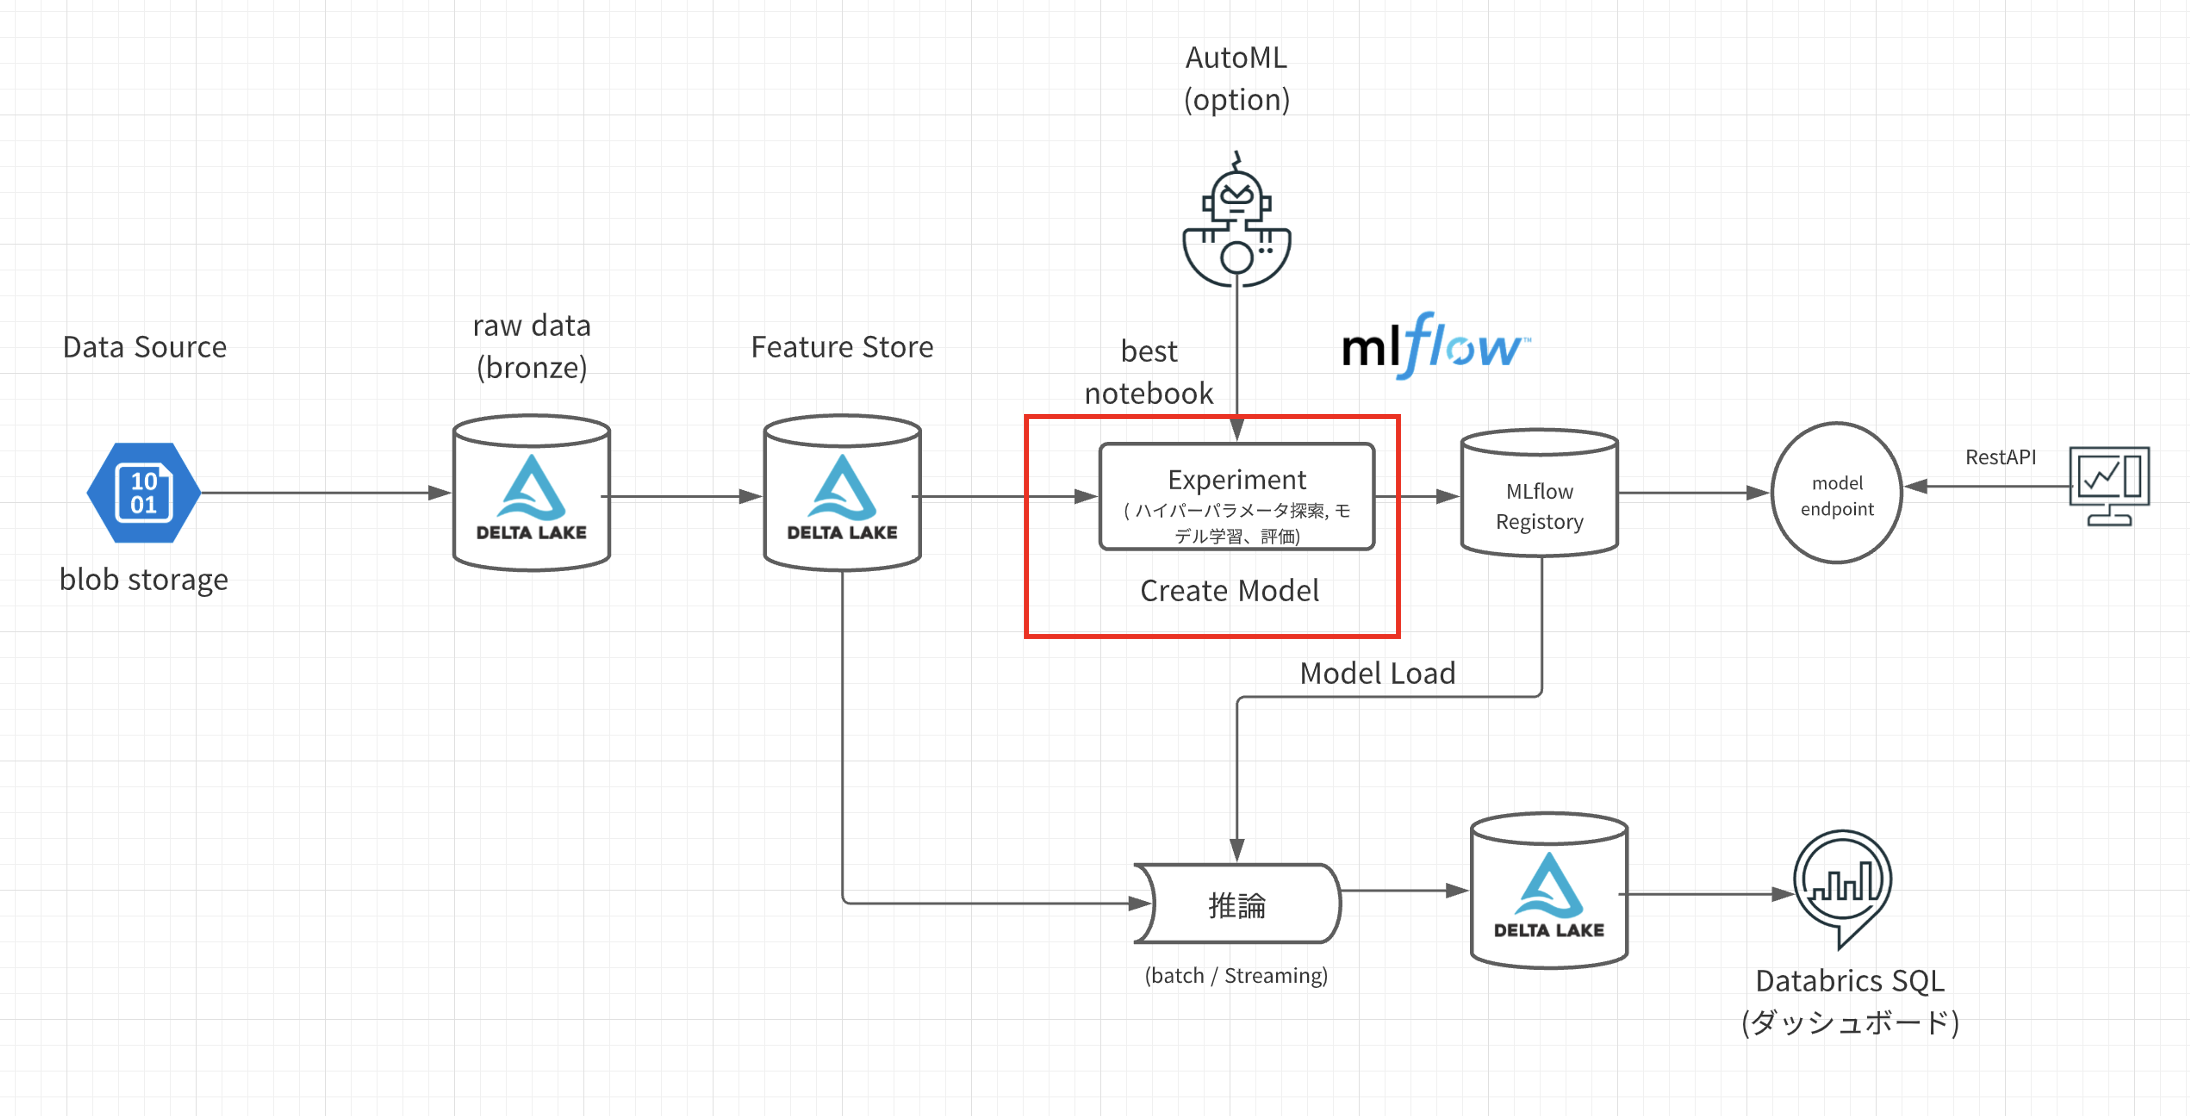 AutoML
(option)
Data Source
raw data
(bronze)
Feature Store
best
notebook
mlflow™
10
01
DELTA LAKE
DELTA LAKE
Experiment
( ハイパーパラメータ探索, モ
デル学習、評価)
Create Model
MLflow
Registory
model
endpoint
RestAPI
blob storage
Model Load
推論
(batch / Streaming)
DELTA LAKE
Databrics SQL
(ダッシュボード)